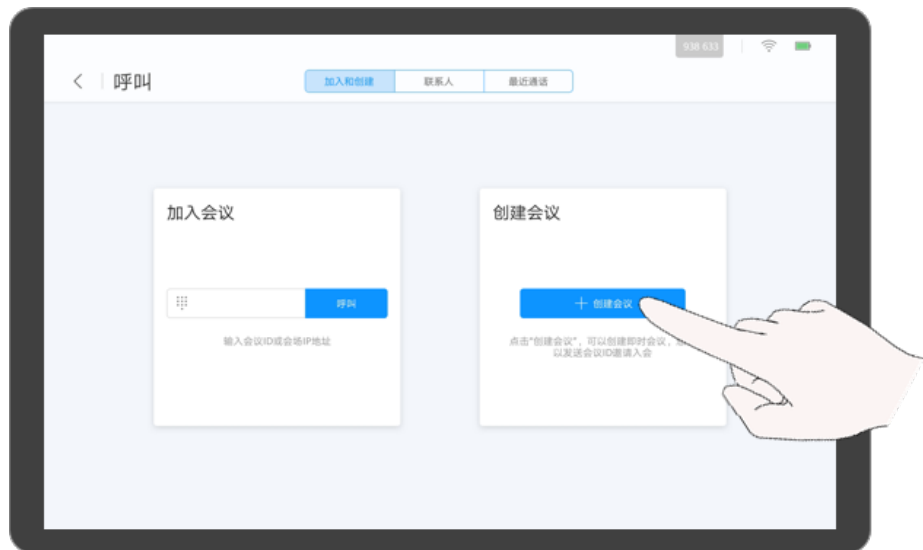 938 633
呼叫
加入和创建
联系人
最近通话
加入会议
呼叫
输入会议ID或会场IP地址
创建会议
创建会议
点击“创建会议”，可以创建即时会议，
以发送会议ID邀请入会